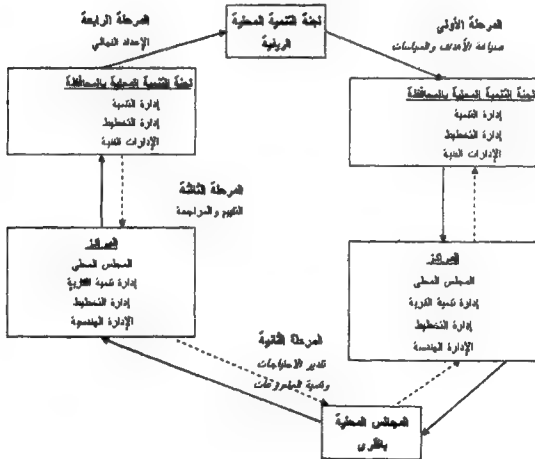 المرحلة الأولى
صياغة الأهداف والسياسات
لجنة التنمية المحلية
الريفية
المرحلة الرابعة
الإعداد النهائي
لجنة التنمية المحلية بالمحافظة
إدارة التنمية
إدارة التخطيط
الإدارات الفنية
لجنة التنمية المحلية بالمحافظة
إدارة التنمية
إدارة التخطيط
الإدارات الفنية
المرحلة الثالثة
التقييم والمراجعة
المراكز
المجلس المحلي
إدارة تنمية القرية
إدارة التخطيط
الإدارة الهندسية
المراكز
المجلس المحلي
إدارة تنمية القرية
إدارة التخطيط
الإدارة الهندسية
المرحلة الثانية
تقدير الاحتياجات
وتنمية المشروعات
المجالس المحلية
بالقرى